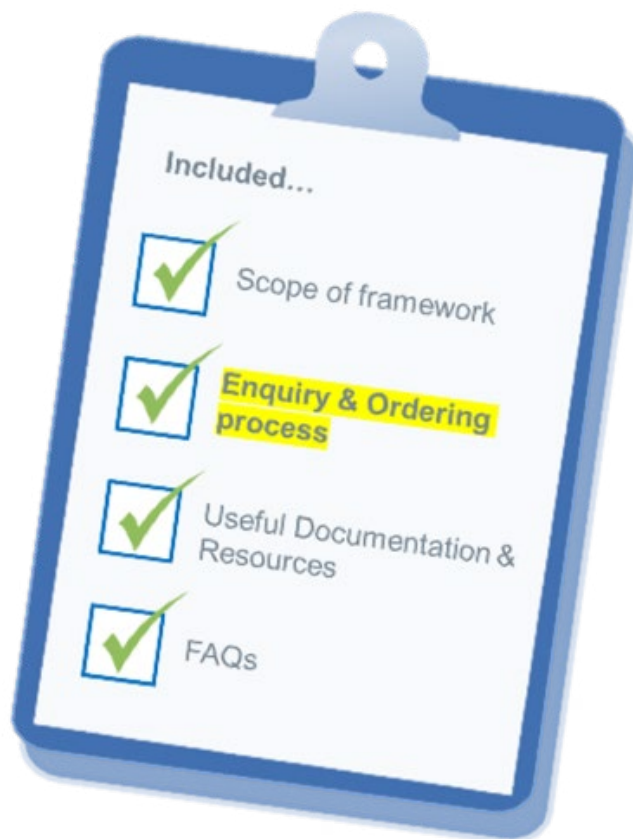 Included...
Scope of framework
Enquiry & Ordering
process
Useful Documentation &
Resources
FAQs